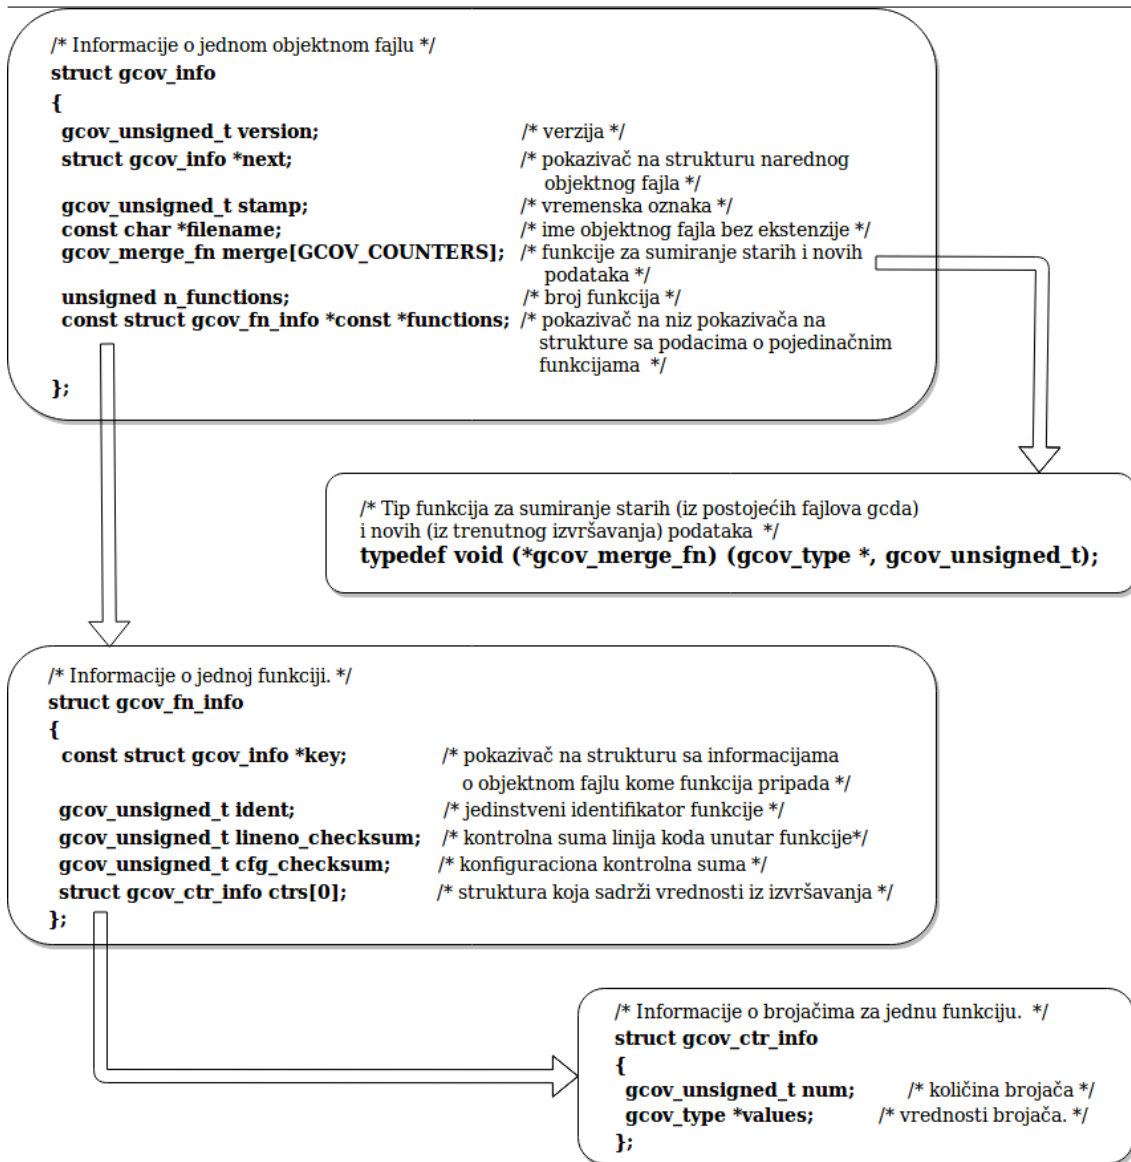 /* Informacije o jednom objektnom fajlu */
struct gcov_info
{
gcov_unsigned_t version; /* verzija */
struct gcov_info *next; /* pokazivač na strukturu narednog
objektnog fajla */
gcov_unsigned_t stamp; /* vremenska oznaka */
const char *filename; /* ime objektnog fajla bez ekstenzije */
gcov_merge_fn merge[GCOV_COUNTERS]; /* funkcije za sumiranje starih i novih
podataka */
unsigned n_functions; /* broj funkcija */
const struct gcov_fn_info *const *functions; /* pokazivač na niz pokazivača na
strukture sa podacima o pojedinačnim
funkcijama */
};
/* Tip funkcija za sumiranje starih (iz postojećih fajlova gcda)
i novih (iz trenutnog izvršavanja) podataka */
typedef void (*gcov_merge_fn) (gcov_type *, gcov_unsigned_t);
/* Informacije o jednoj funkciji. */
struct gcov_fn_info
{
const struct gcov_info *key; /* pokazivač na strukturu sa informacijama
o objektnom fajlu kome funkcija pripada */
gcov_unsigned_t ident; /* jedinstveni identifikator funkcije */
gcov_unsigned_t lineno_checksum; /* kontrolna suma linija koda unutar funkcije*/
gcov_unsigned_t cfg_checksum; /* konfiguraciona kontrolna suma */
struct gcov_ctr_info ctrs[0]; /* struktura koja sadrži vrednosti iz izvršavanja */
};
/* Informacije o brojačima za jednu funkciju. */
struct gcov_ctr_info
{
gcov_unsigned_t num; /* količina brojača */
gcov_type *values; /* vrednosti brojača. */
};